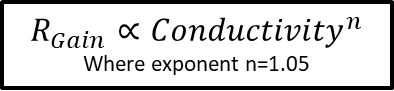 R_Gain ∝ Conductivity^n
Where exponent n=1.05